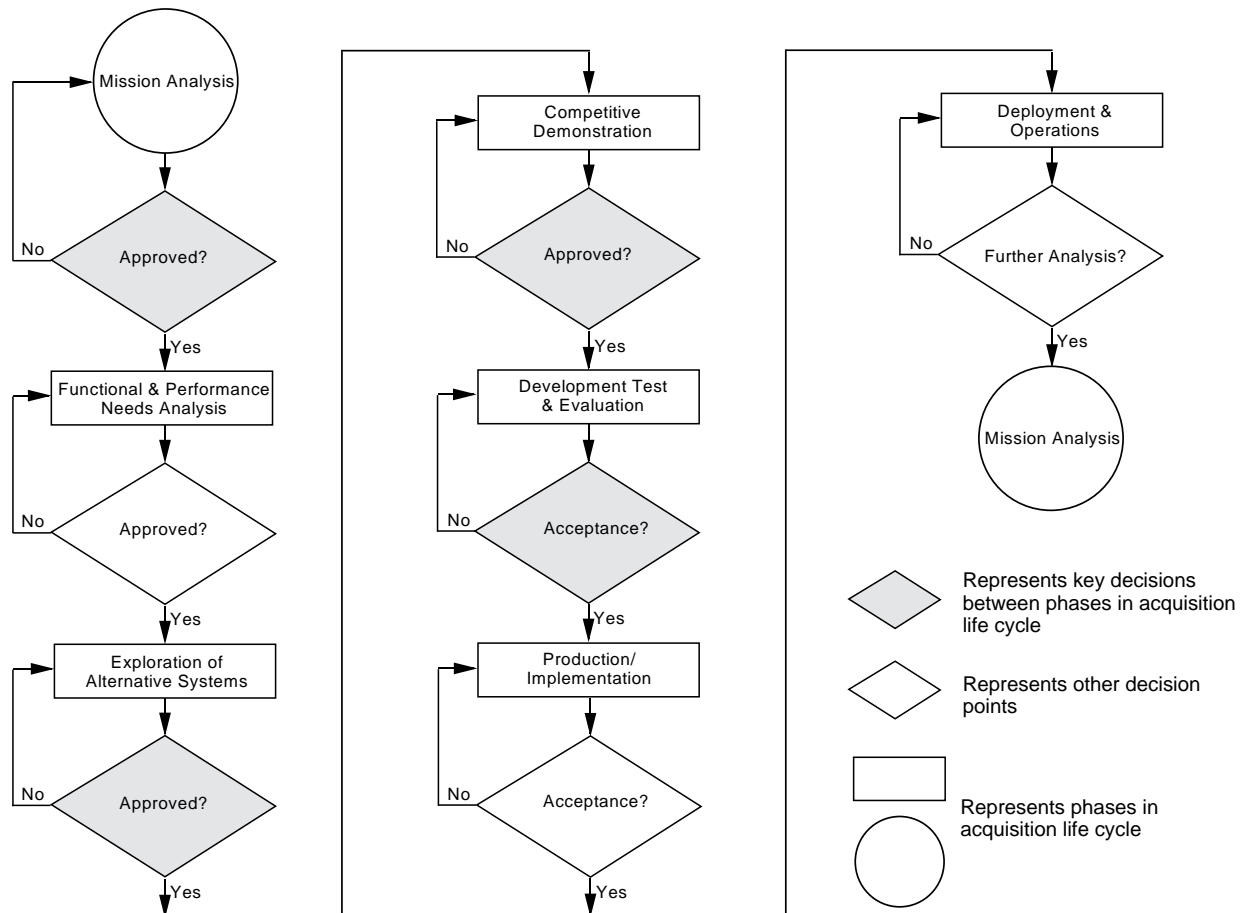 Mission Analysis
No
Approved?
Yes
Functional & Performance
Needs Analysis
No
Approved?
Yes
Exploration of
Alternative Systems
No
Approved?
Yes
Competitive
Demonstration
No
Approved?
Yes
Development Test
& Evaluation
No
Acceptance?
Yes
Production/
Implementation
No
Acceptance?
Yes
Deployment &
Operations
No
Further Analysis?
Yes
Mission Analysis
Represents key decisions
between phases in acquisition
life cycle
Represents other decision
points
Represents phases in
acquisition life cycle